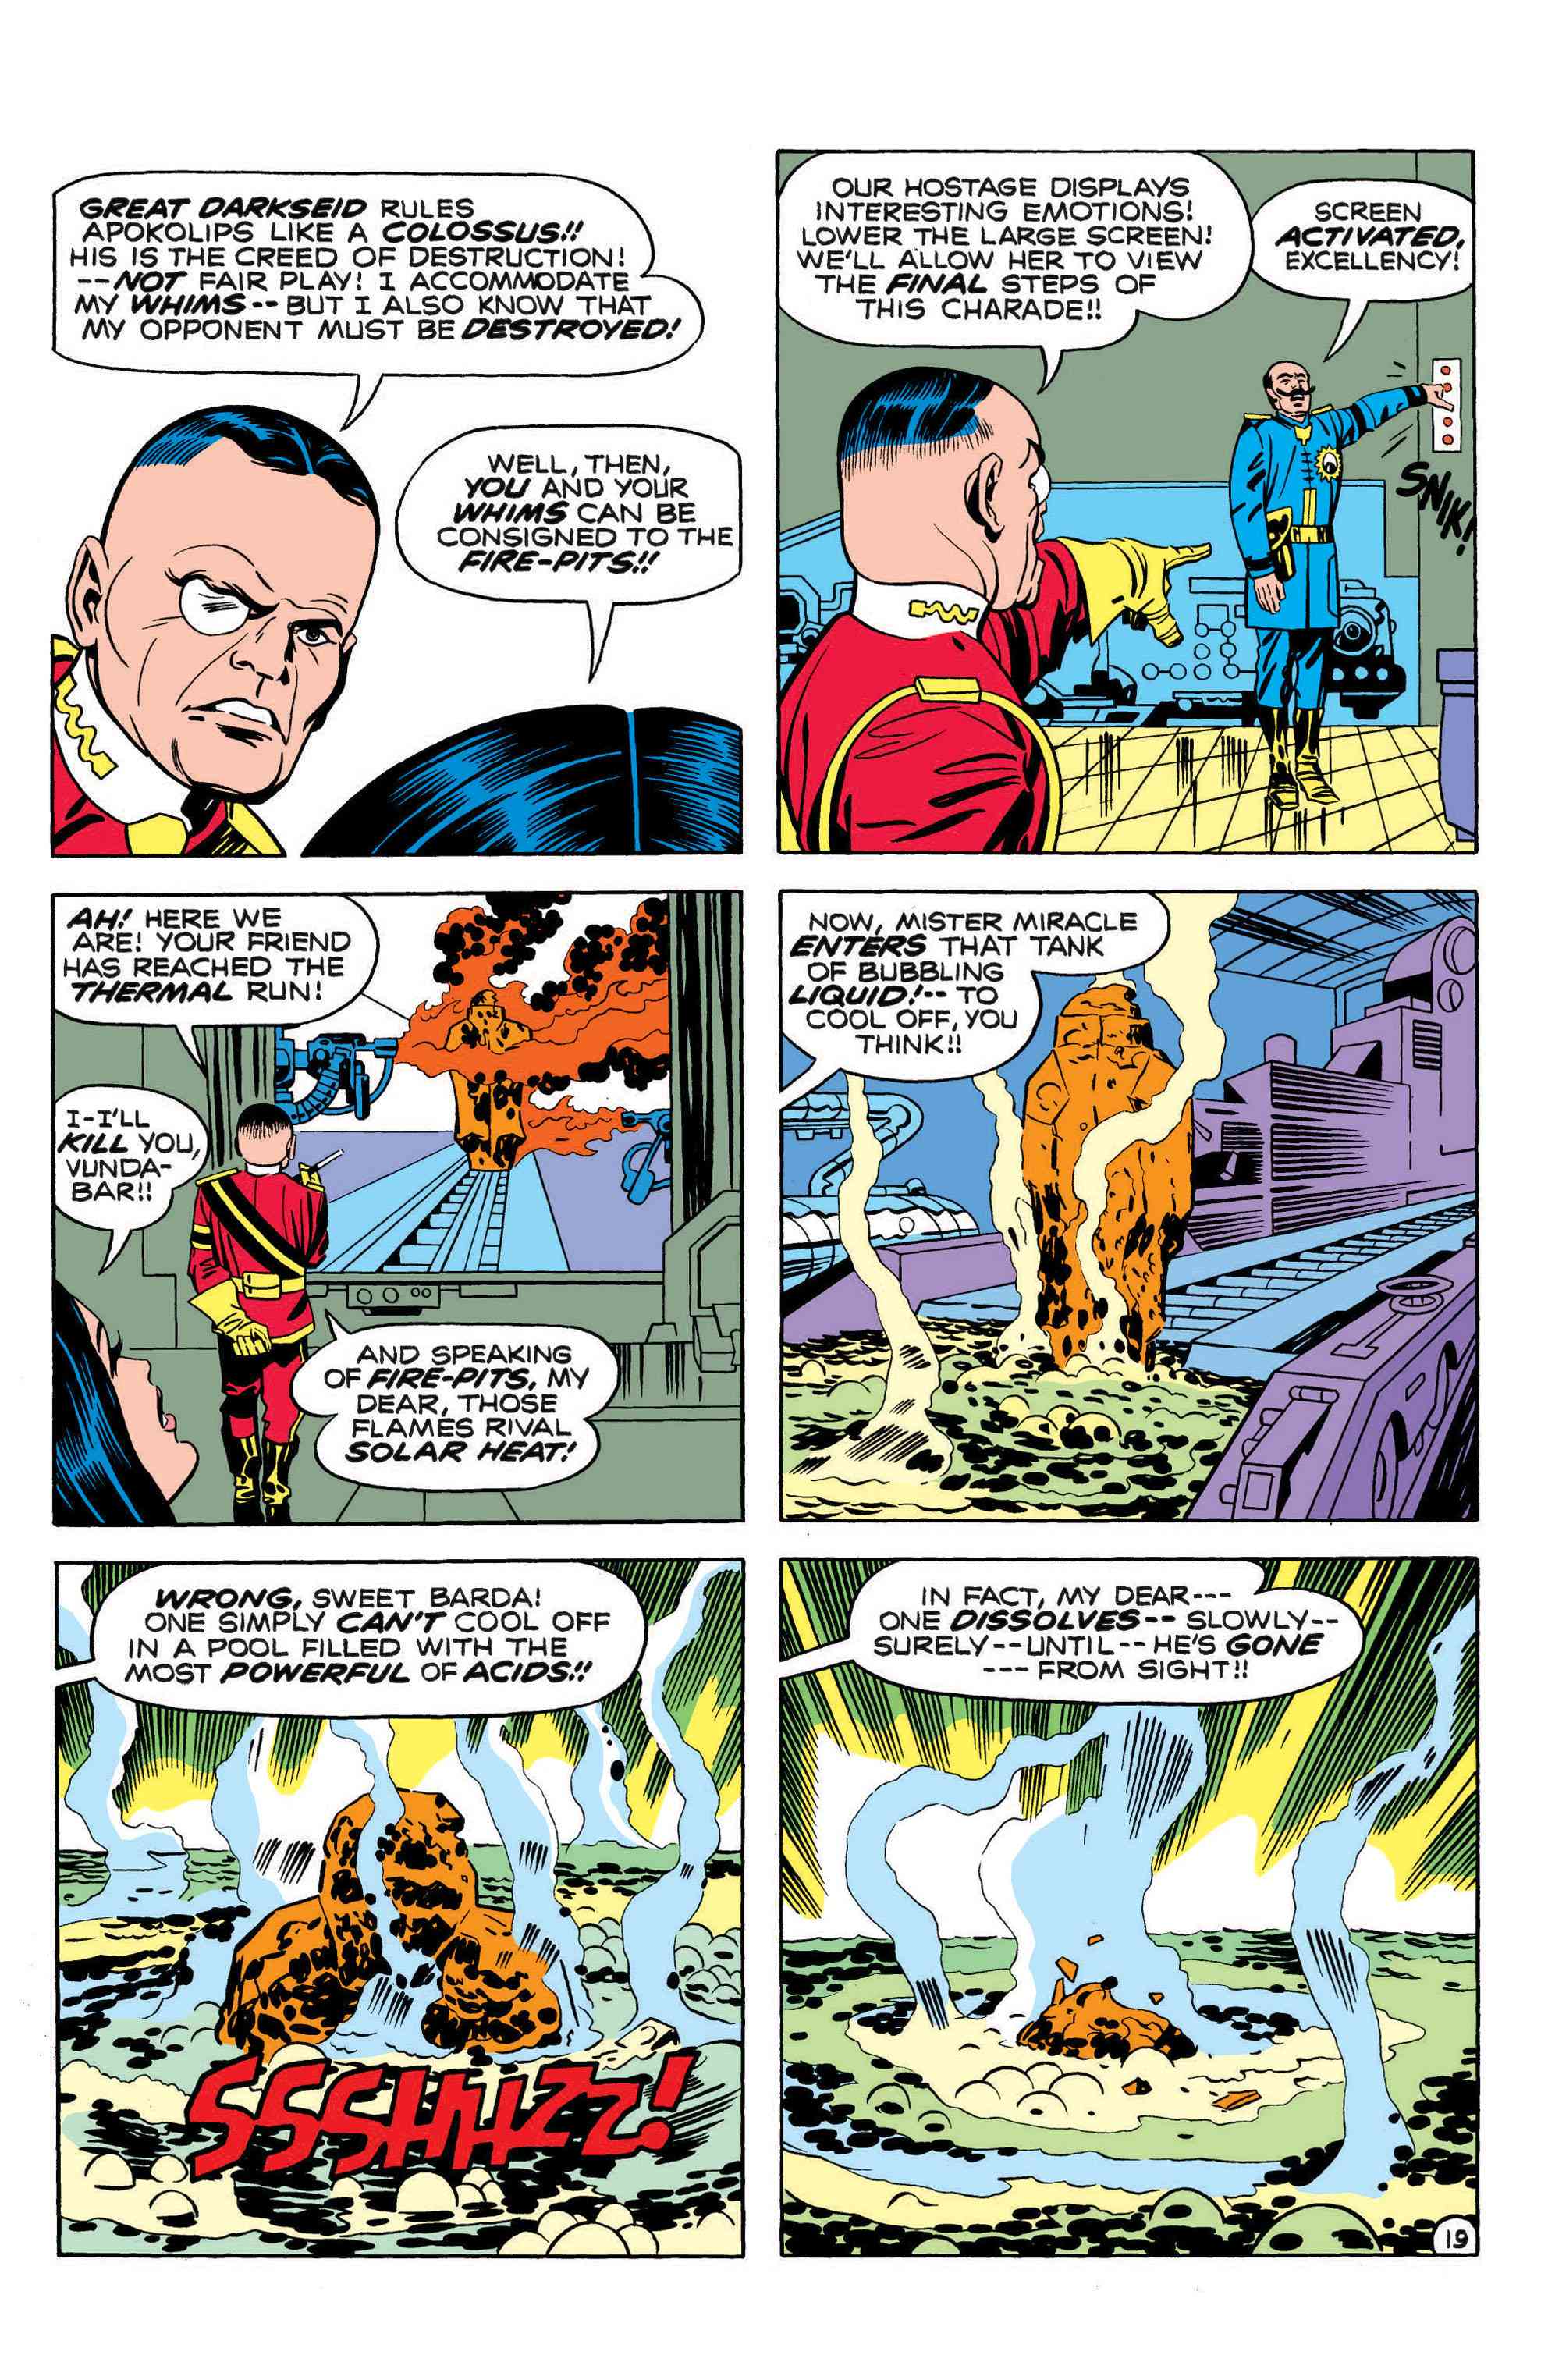 GREAT DARKSEID RULES
APOKOLIPS LIKE A COLOSSUS!!
HIS IS THE CREED OF DESTRUCTION!
--NOT FAIR PLAY! I ACCOMMODATE
MY WHIMS-- BUT I ALSO KNOW THAT
MY OPPONENT MUST BE DESTROYED!
WELL, THEN,
YOU AND YOUR
WHIMS CAN BE
CONSIGNED TO THE
FIRE-PITS!!
OUR HOSTAGE DISPLAYS
INTERESTING EMOTIONS!
LOWER THE LARGE SCREEN!
WE'LL ALLOW HER TO VIEW
THE FINAL STEPS OF
THIS CHARADE!!
SCREEN
ACTIVATED,
EXCELLENCY!
SNIK!
AH! HERE WE
ARE! YOUR FRIEND
HAS REACHED THE
THERMAL RUN!
I-I'LL
KILL YOU,
VUNDA-
BAR!!
AND SPEAKING
OF FIRE-PITS, MY
DEAR, THOSE
FLAMES RIVAL
SOLAR HEAT!
NOW, MISTER MIRACLE
ENTERS THAT TANK
OF BUBBLING
LIQUID!-- TO
COOL OFF, YOU
THINK!!
WRONG, SWEET BARDA!
ONE SIMPLY CAN'T COOL OFF
IN A POOL FILLED WITH THE
MOST POWERFUL OF ACIDS!!
SSSHHZZ!
IN FACT, MY DEAR---
ONE DISSOLVES-- SLOWLY--
SURELY--UNTIL-- HE'S GONE
--- FROM SIGHT!!
19